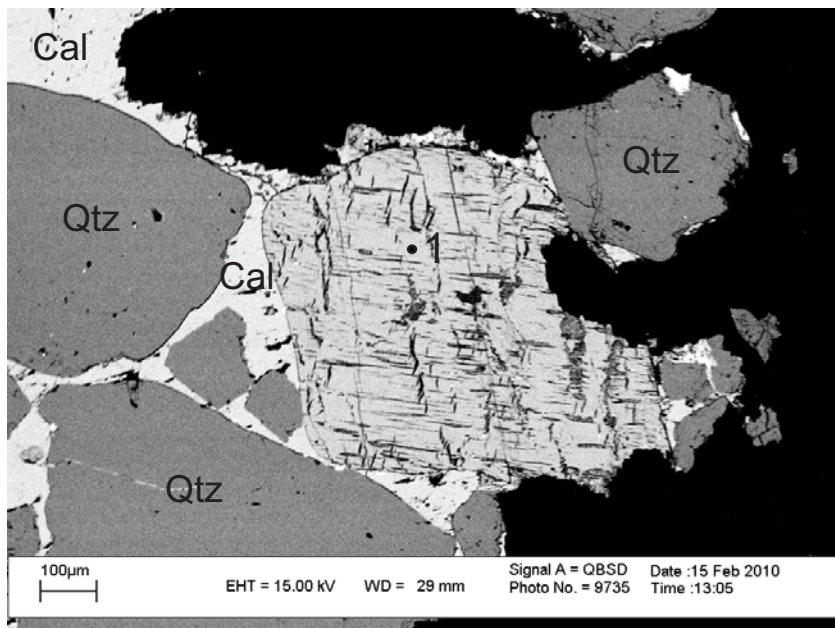 Cal
Qtz
Qtz
Cal
1
Qtz
100µm
EHT = 15.00 kV
WD = 29 mm
Signal A = QBSD
Photo No. = 9735
Date :15 Feb 2010
Time :13:05